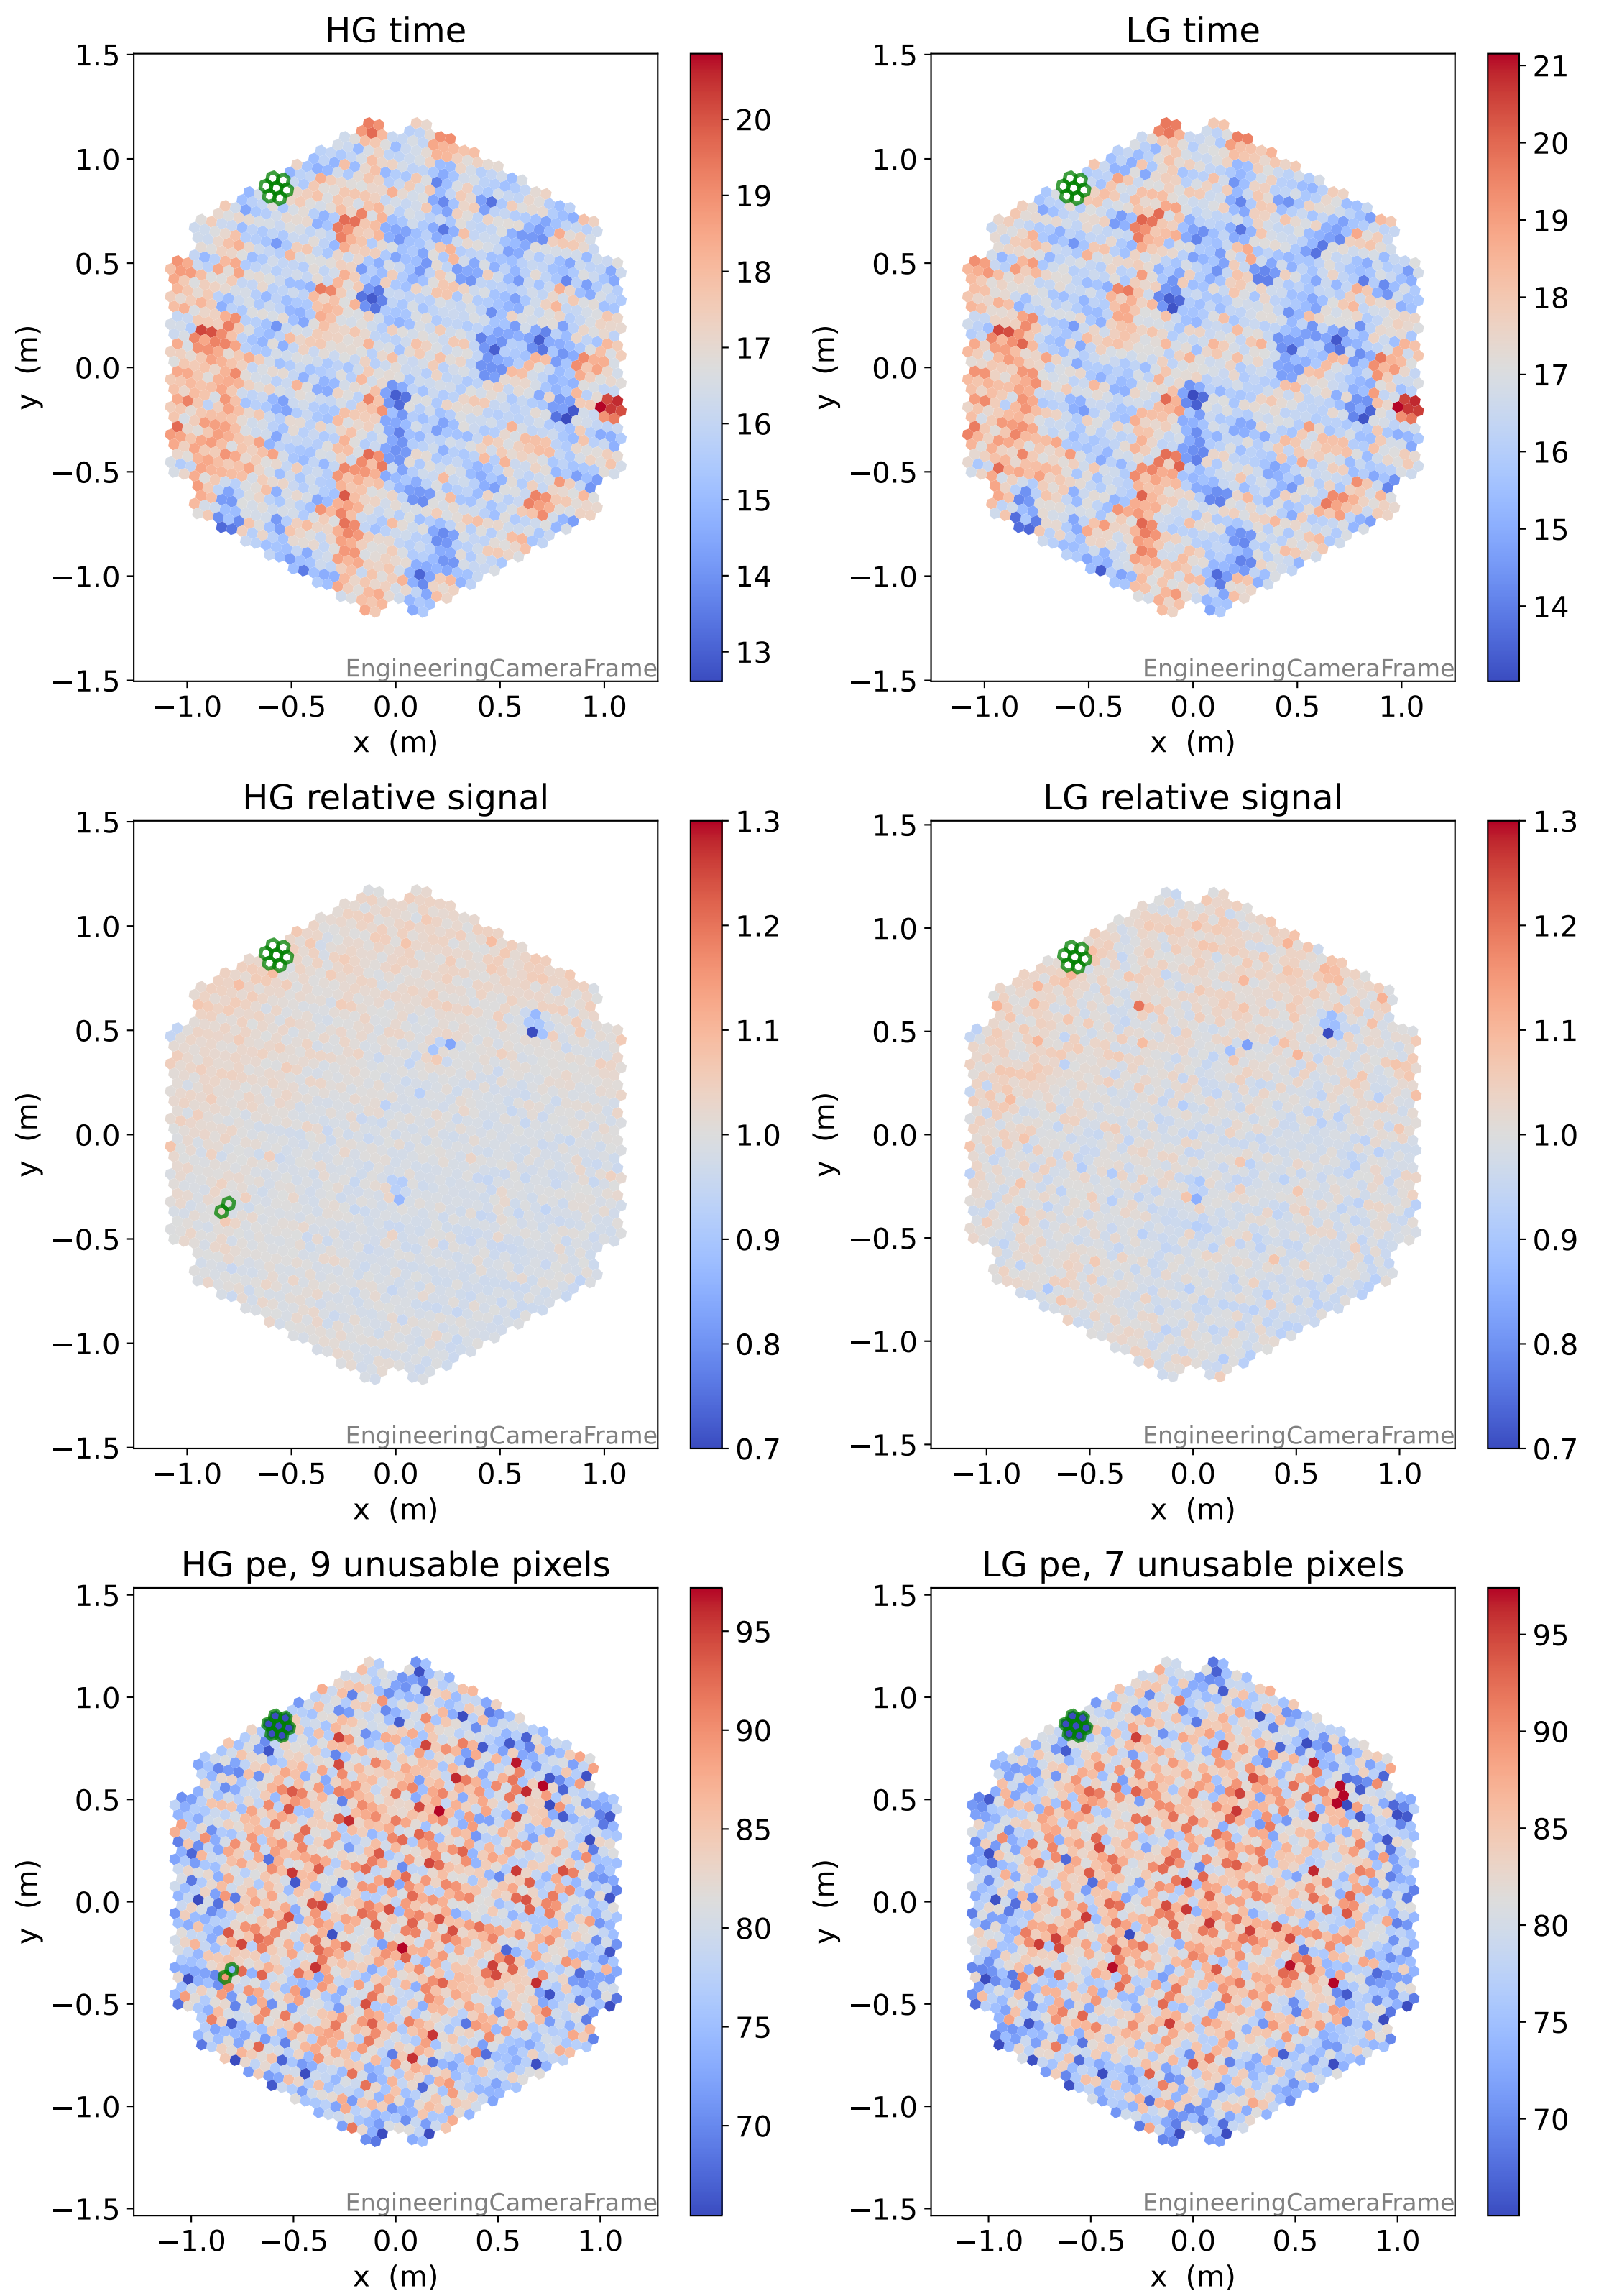 HG time
LG time
1.5
1.0
0.5
0.0
−0.5
−1.0
−1.5
y (m)
−1.0 −0.5 0.0 0.5 1.0
x (m)
EngineeringCameraFrame
20
19
18
17
16
15
14
13
1.5
1.0
0.5
0.0
−0.5
−1.0
−1.5
y (m)
−1.0 −0.5 0.0 0.5 1.0
x (m)
EngineeringCameraFrame
21
20
19
18
17
16
15
14
HG relative signal
LG relative signal
1.5
1.0
0.5
0.0
−0.5
−1.0
−1.5
y (m)
−1.0 −0.5 0.0 0.5 1.0
x (m)
EngineeringCameraFrame
1.3
1.2
1.1
1.0
0.9
0.8
0.7
1.5
1.0
0.5
0.0
−0.5
−1.0
−1.5
y (m)
−1.0 −0.5 0.0 0.5 1.0
x (m)
EngineeringCameraFrame
1.3
1.2
1.1
1.0
0.9
0.8
0.7
HG pe, 9 unusable pixels
LG pe, 7 unusable pixels
1.5
1.0
0.5
0.0
−0.5
−1.0
−1.5
y (m)
−1.0 −0.5 0.0 0.5 1.0
x (m)
EngineeringCameraFrame
95
90
85
80
75
70
1.5
1.0
0.5
0.0
−0.5
−1.0
−1.5
y (m)
−1.0 −0.5 0.0 0.5 1.0
x (m)
EngineeringCameraFrame
95
90
85
80
75
70